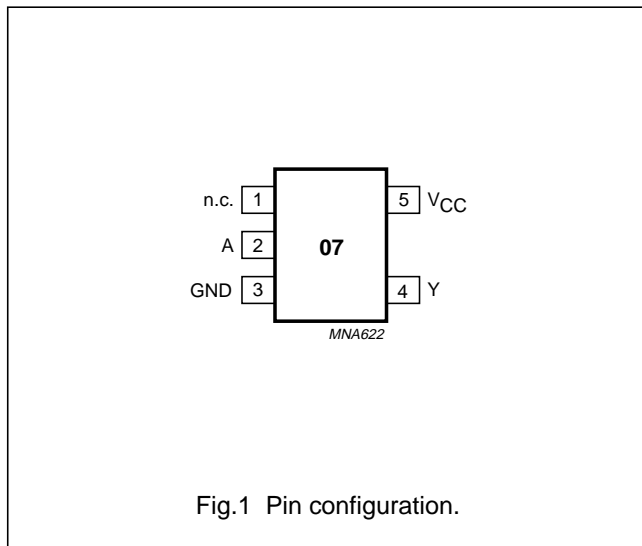 n.c. 1 5 VCC
A 2 07
GND 3 4 Y
MNA622
Fig.1 Pin configuration.